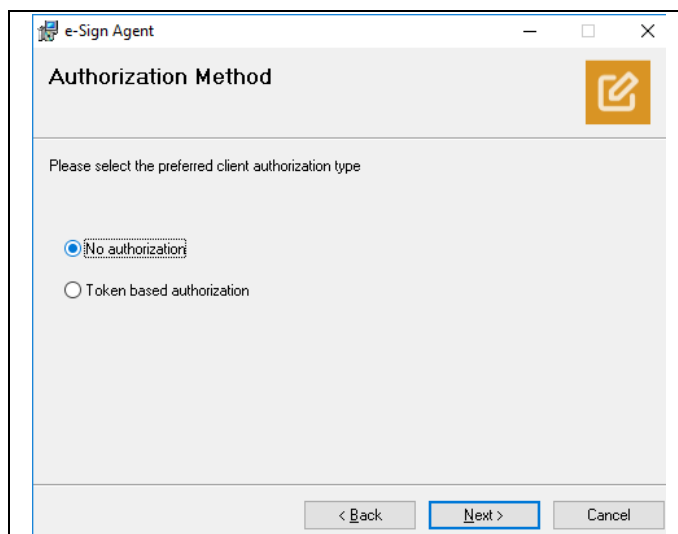 e-Sign Agent
Authorization Method
Please select the preferred client authorization type
No authorization
Token based authorization
< Back Next > Cancel